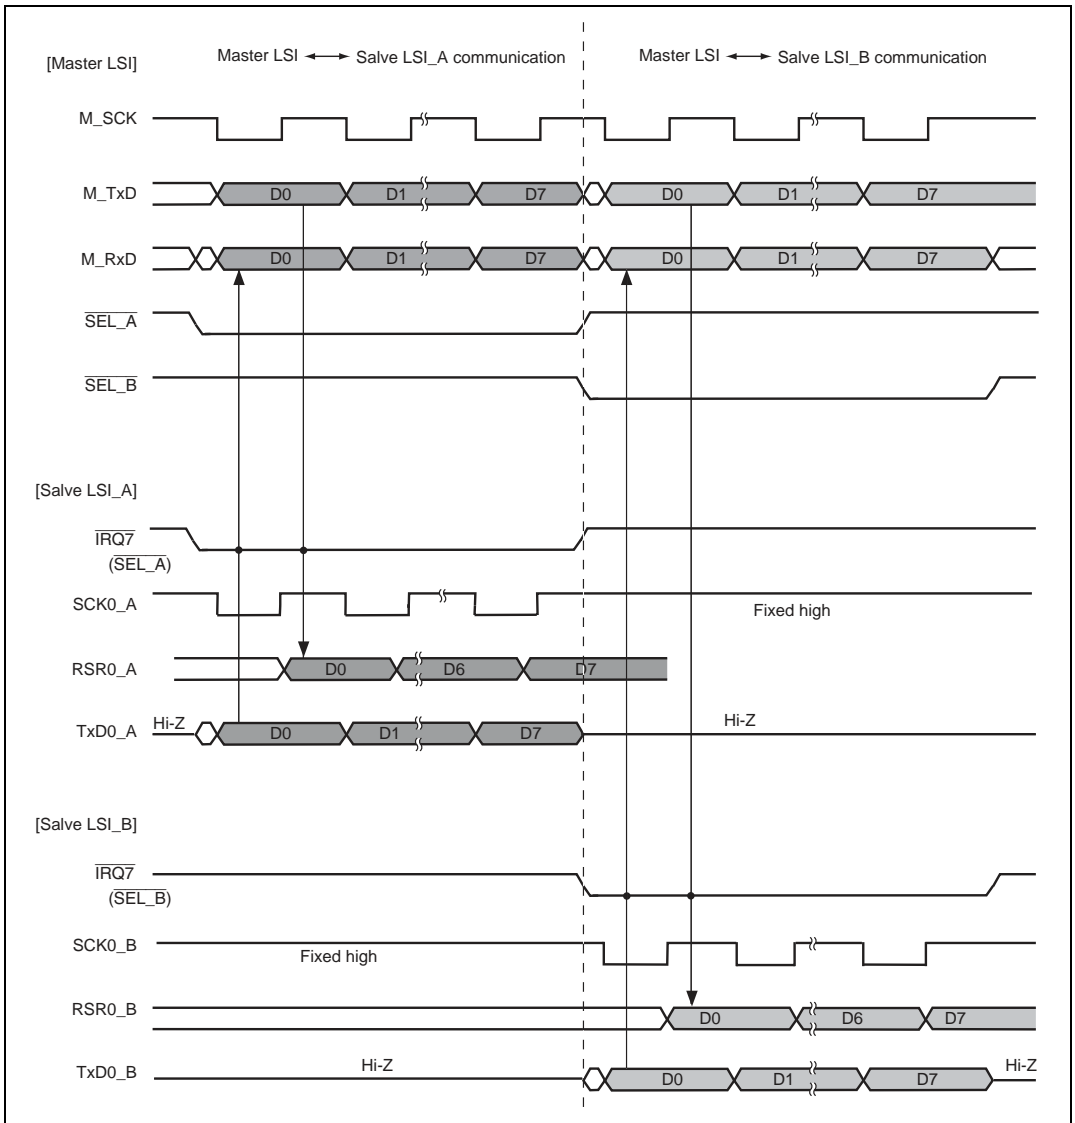 [Master LSI]
Master LSI ↔ Salve LSI_A communication
Master LSI ↔ Salve LSI_B communication
M_SCK
M_TxD D0 D1 D7 D0 D1 D7
M_RxD D0 D1 D7 D0 D1 D7
SEL_A
SEL_B
[Salve LSI_A]
IRQ7
(SEL_A)
SCK0_A Fixed high
RSR0_A D0 D6 D7
TxD0_A Hi-Z D0 D1 D7 Hi-Z
[Salve LSI_B]
IRQ7
(SEL_B)
SCK0_B Fixed high
RSR0_B D0 D6 D7
TxD0_B Hi-Z D0 D1 D7 Hi-Z